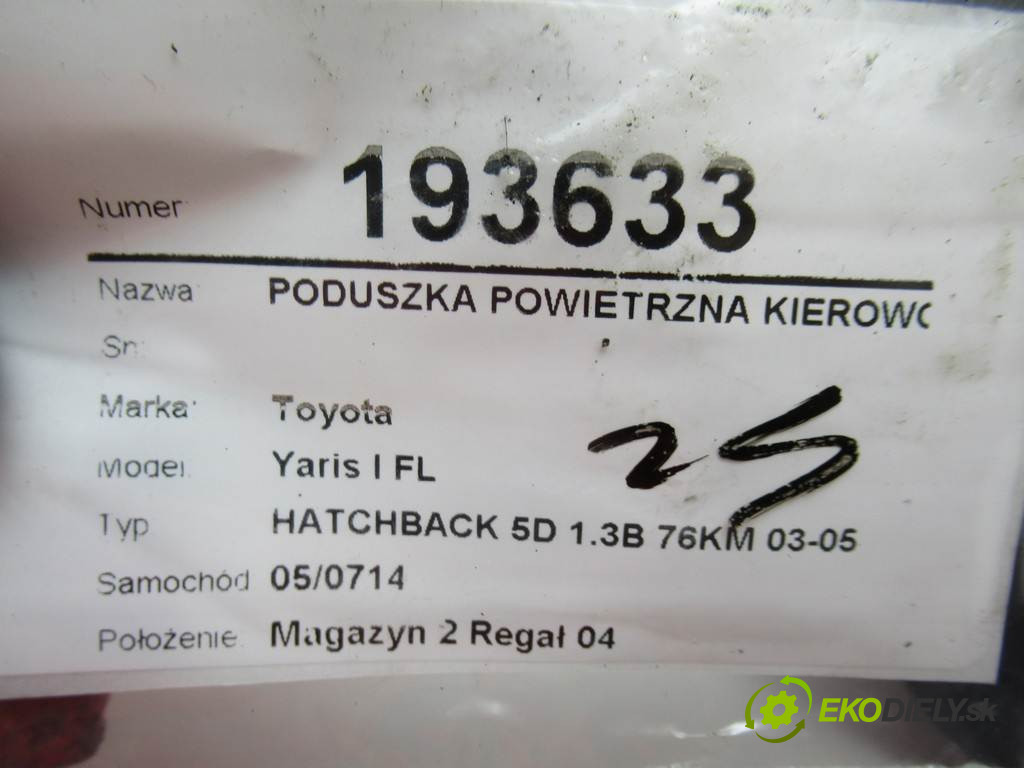 Numer 193633
Nazwa PODUSZKA POWIETRZNA KIEROWC
Sn:
Marka: Toyota
Model: Yaris I FL
25
Typ HATCHBACK 5D 1.3B 76KM 03-05
Samochód 05/0714
Położenie: Magazyn 2 Regał 04
EKODIELY.sk